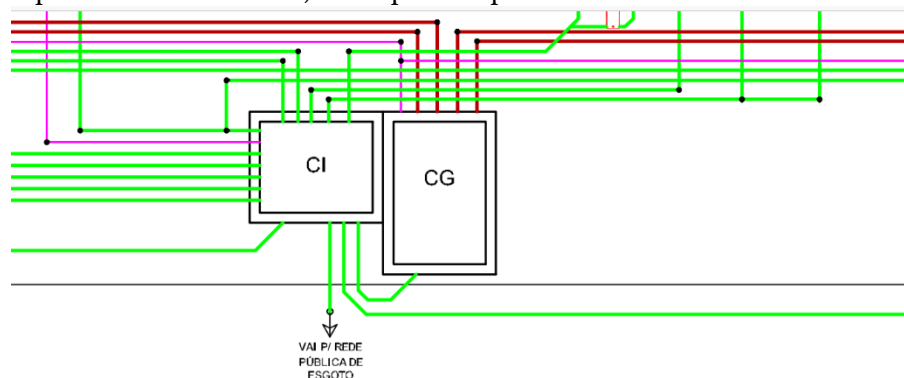 CI
CG
VAI P/ REDE
PÚBLICA DE
ESGOTO